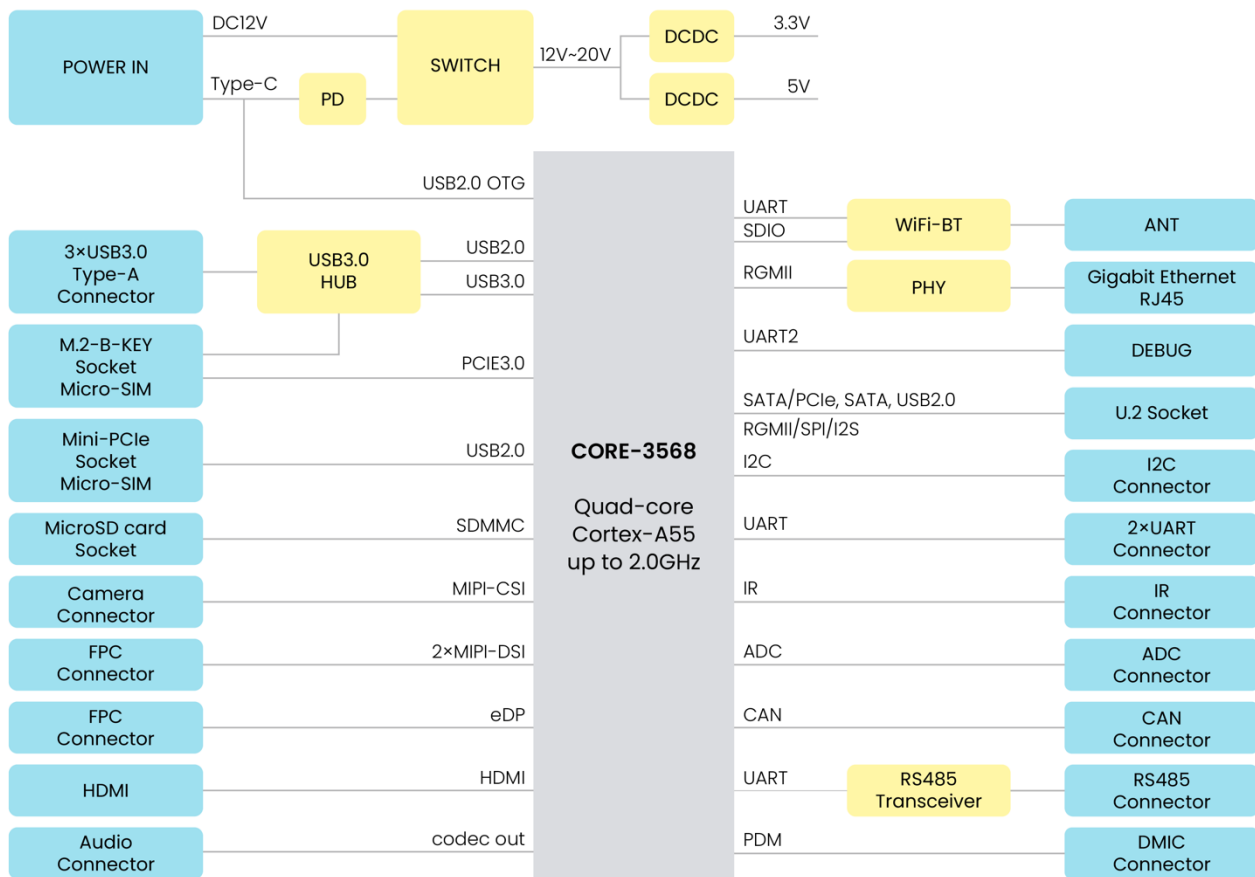 POWER IN
DC12V
Type-C
PD
SWITCH
12V~20V
DCDC
3.3V
DCDC
5V
USB2.0 OTG
3×USB3.0
Type-A
Connector
USB3.0
HUB
USB2.0
USB3.0
M.2-B-KEY
Socket
Micro-SIM
PCIE3.0
Mini-PCIe
Socket
Micro-SIM
USB2.0
MicroSD card
Socket
SDMMC
Camera
Connector
MIPI-CSI
FPC
Connector
2×MIPI-DSI
FPC
Connector
eDP
HDMI
HDMI
Audio
Connector
codec out
CORE-3568
Quad-core
Cortex-A55
up to 2.0GHz
UART
SDIO
WiFi-BT
ANT
RGMII
PHY
Gigabit Ethernet
RJ45
UART2
DEBUG
SATA/PCIe, SATA, USB2.0
RGMII/SPI/I2S
U.2 Socket
I2C
I2C
Connector
UART
2×UART
Connector
IR
IR
Connector
ADC
ADC
Connector
CAN
CAN
Connector
UART
RS485
Transceiver
RS485
Connector
PDM
DMIC
Connector